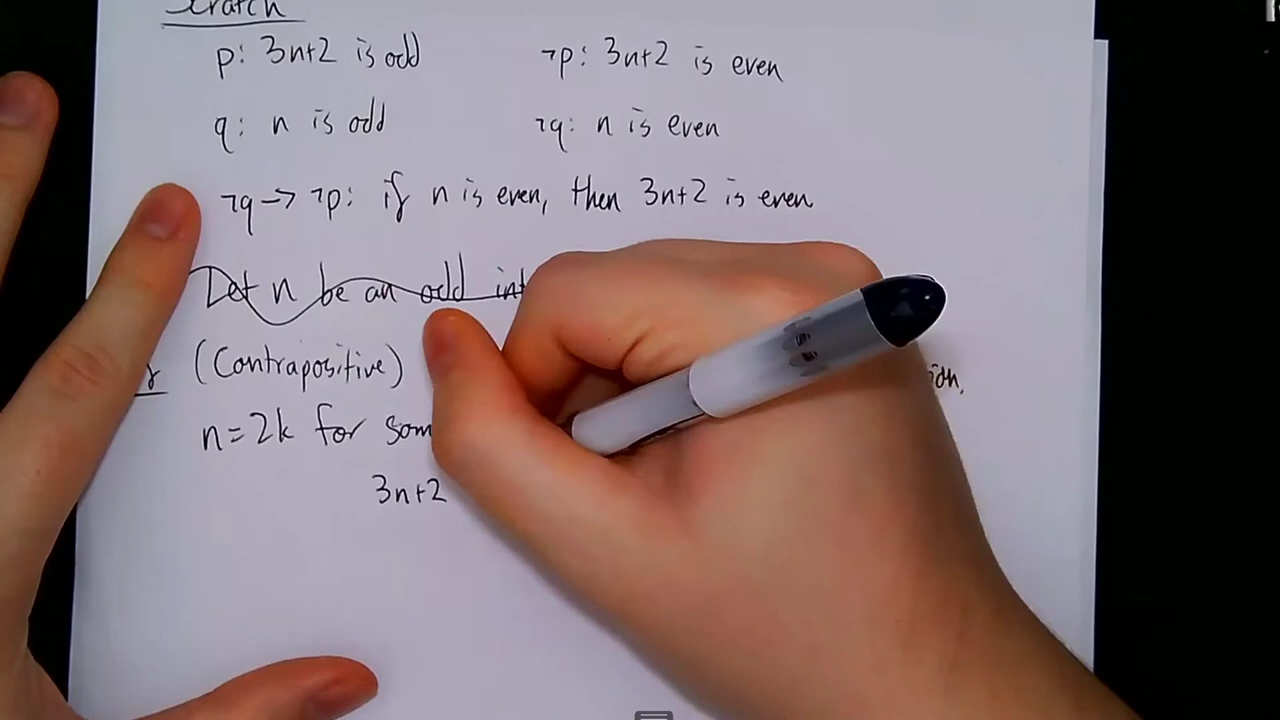 Scratch
p: 3n+2 is odd ¬p: 3n+2 is even
q: n is odd ¬q: n is even
¬q → ¬p: if n is even, then 3n+2 is even
Let n be an odd int
(Contrapositive)
n=2k for som
3n+2